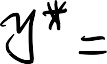 y* =